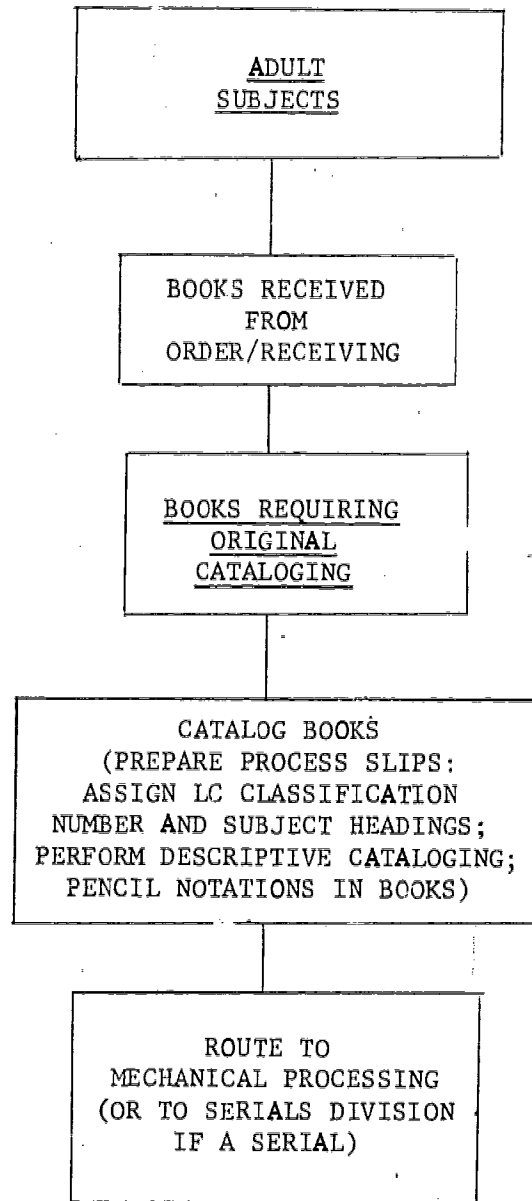 ADULT
SUBJECTS
BOOKS RECEIVED
FROM
ORDER/RECEIVING
BOOKS REQUIRING
ORIGINAL
CATALOGING
CATALOG BOOKS
(PREPARE PROCESS SLIPS:
ASSIGN LC CLASSIFICATION
NUMBER AND SUBJECT HEADINGS;
PERFORM DESCRIPTIVE CATALOGING;
PENCIL NOTATIONS IN BOOKS)
ROUTE TO
MECHANICAL PROCESSING
(OR TO SERIALS DIVISION
IF A SERIAL)